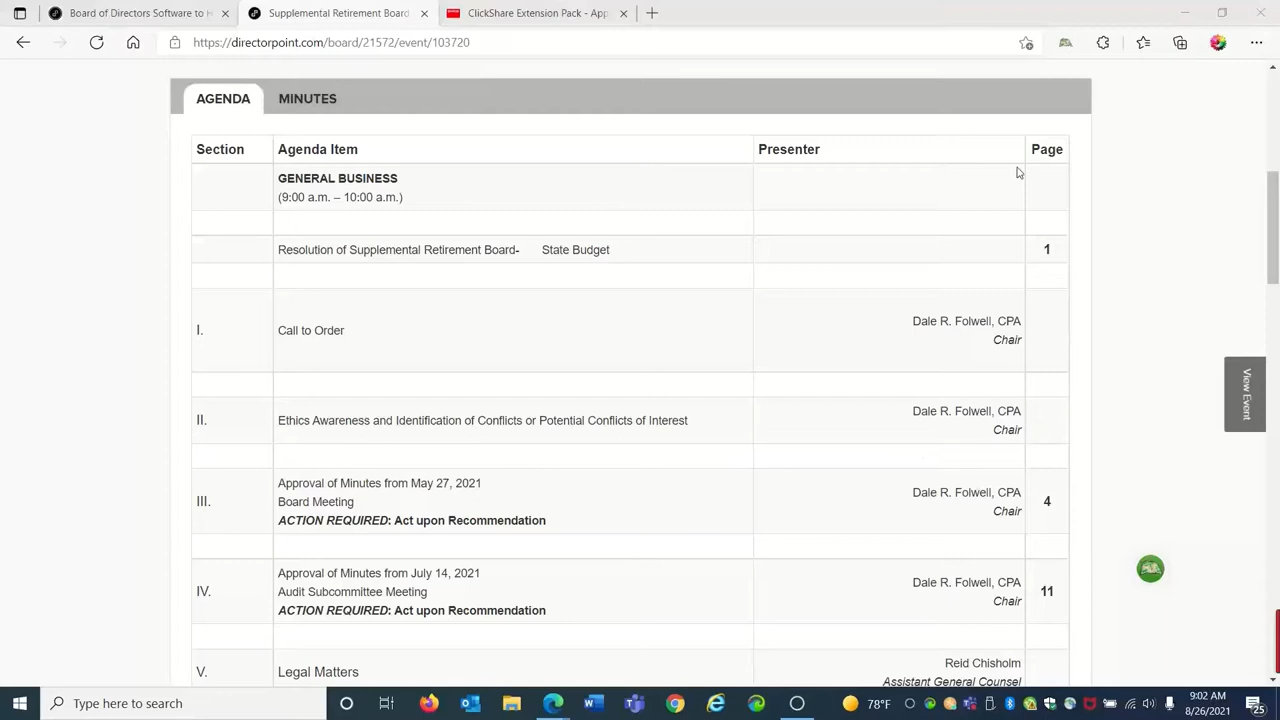 Board of Directors Software to H
Supplemental Retirement Board
ClickShare Extension Pack - App
https://directorpoint.com/board/21572/event/103720
AGENDA MINUTES
Section Agenda Item Presenter Page
GENERAL BUSINESS
(9:00 a.m. – 10:00 a.m.)
Resolution of Supplemental Retirement Board- State Budget 1
I. Call to Order Dale R. Folwell, CPA
Chair
II. Ethics Awareness and Identification of Conflicts or Potential Conflicts of Interest Dale R. Folwell, CPA
Chair
III. Approval of Minutes from May 27, 2021
Board Meeting
ACTION REQUIRED: Act upon Recommendation
Dale R. Folwell, CPA
Chair
4
IV. Approval of Minutes from July 14, 2021
Audit Subcommittee Meeting
ACTION REQUIRED: Act upon Recommendation
Dale R. Folwell, CPA
Chair
11
V. Legal Matters Reid Chisholm
Assistant General Counsel
View Event
Type here to search
78°F
9:02 AM
8/26/2021
25